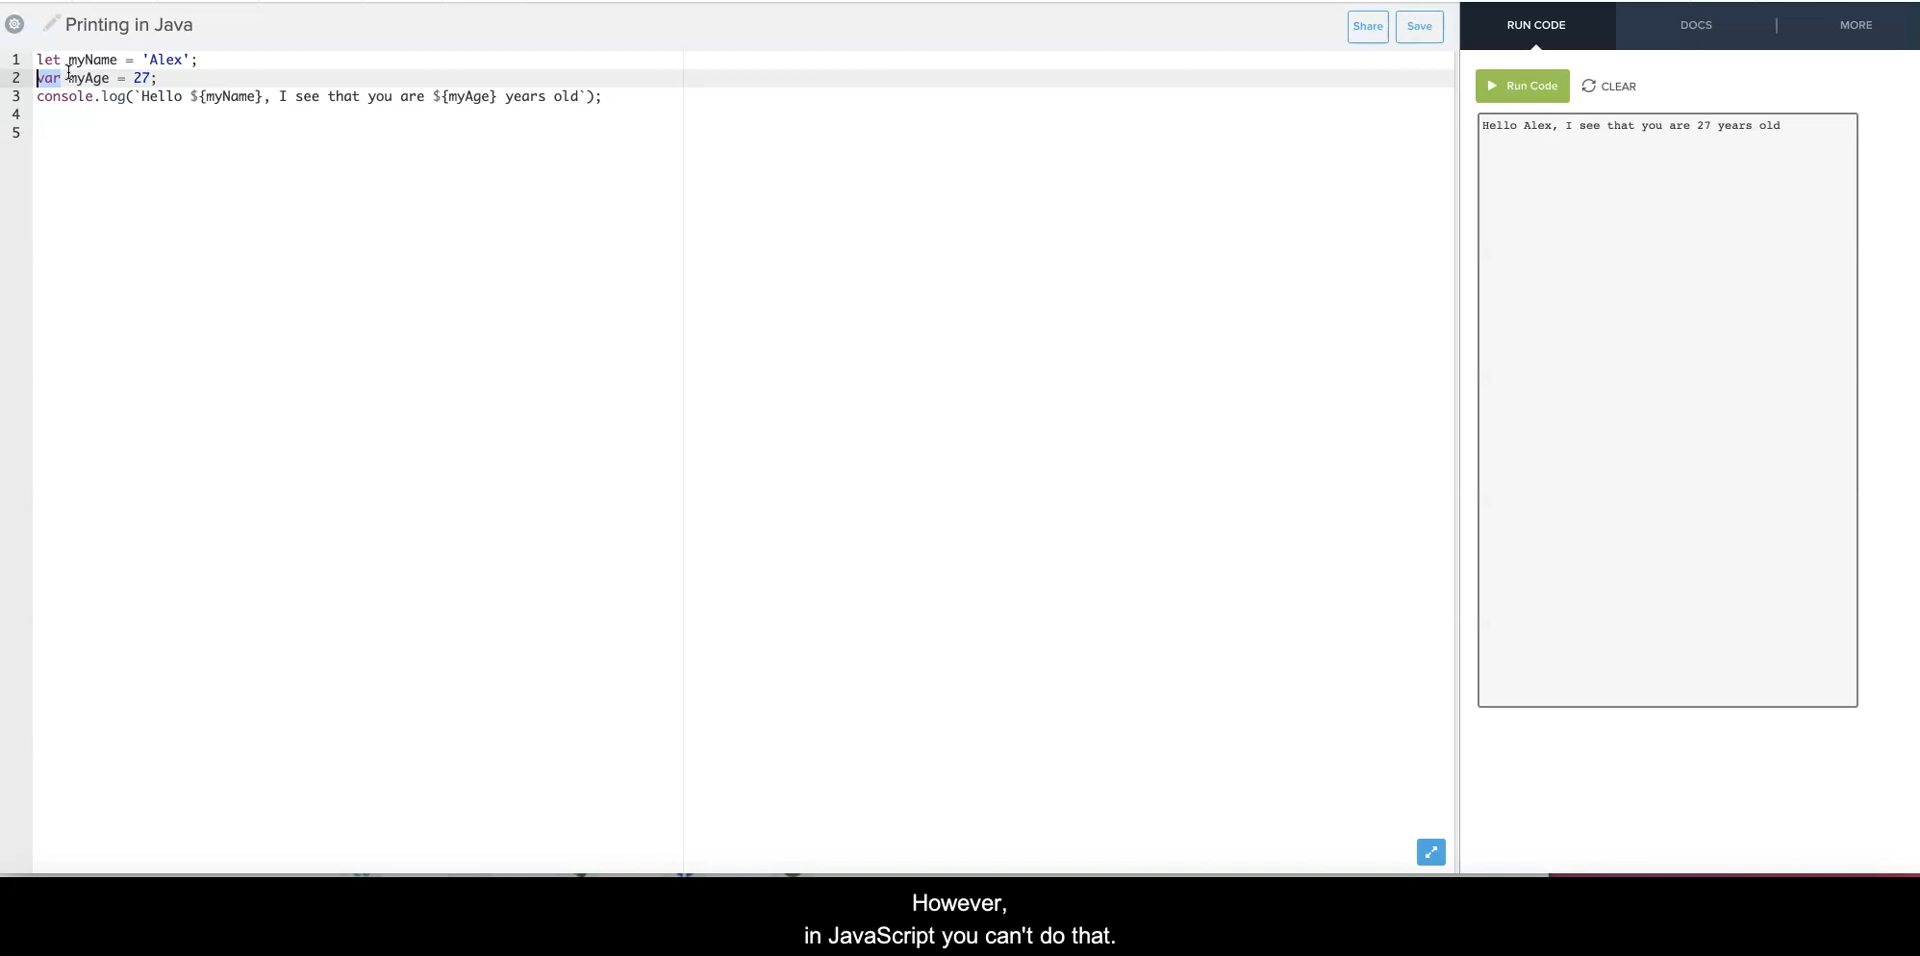 Printing in Java
Share
Save
RUN CODE
DOCS
|
MORE
1 let myName = 'Alex';
2 var myAge = 27;
3 console.log(`Hello ${myName}, I see that you are ${myAge} years old`);
4
5
Run Code
CLEAR
Hello Alex, I see that you are 27 years old
However,
in JavaScript you can't do that.